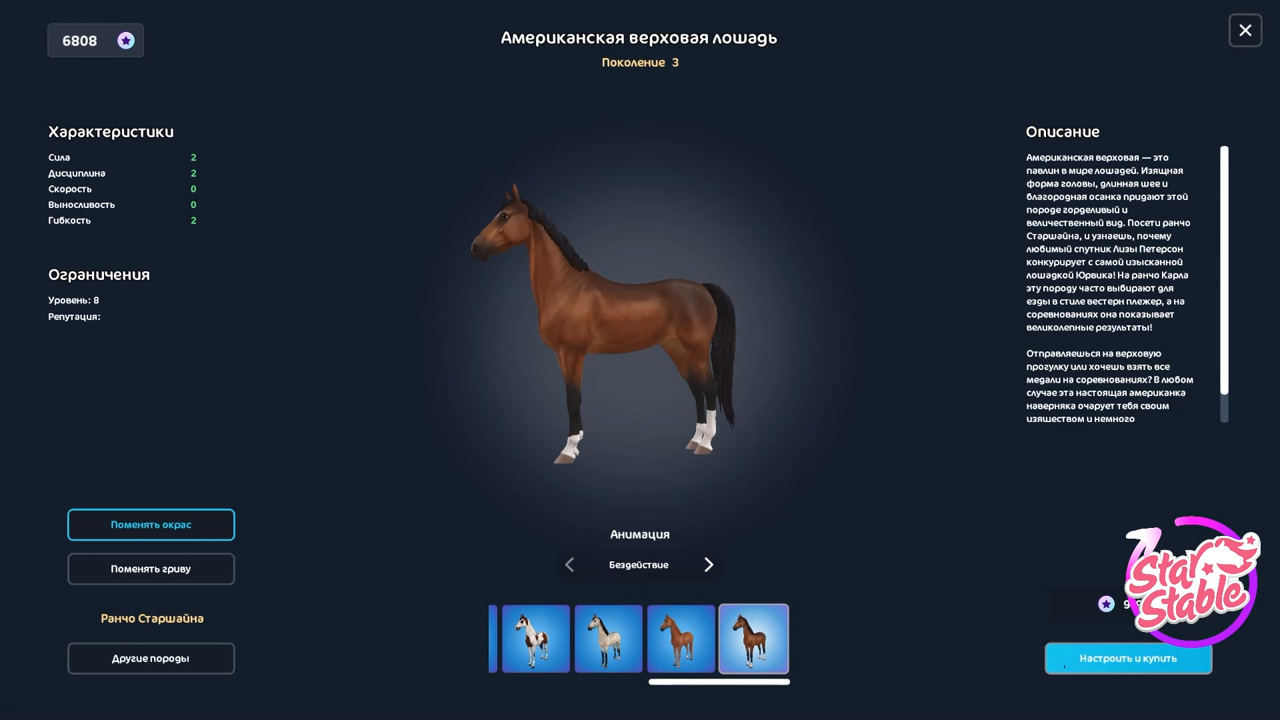 6808
Американская верховая лошадь
Поколение 3
Характеристики
Сила 2
Дисциплина 2
Скорость 0
Выносливость 0
Гибкость 2
Ограничения
Уровень: 8
Репутация:
Описание
Американская верховая — это
павлин в мире лошадей. Изящная
форма головы, длинная шея и
благородная осанка придают этой
породе горделивый и
величественный вид. Посети ранчо
Старшайна, и узнаешь, почему
любимый спутник Лизы Петерсон
конкурирует с самой изысканной
лошадкой Юрвика! На ранчо Карла
эту породу часто выбирают для
езды в стиле вестерн плежер, а на
соревнованиях она показывает
великолепные результаты!
Отправляешься на верховую
прогулку или хочешь взять все
медали на соревнованиях? В любом
случае эта настоящая американка
наверняка очарует тебя своим
изяществом и немного
Поменять окрас
Поменять гриву
Ранчо Старшайна
Другие породы
Анимация
Бездействие
Star
Stable
Настроить и купить